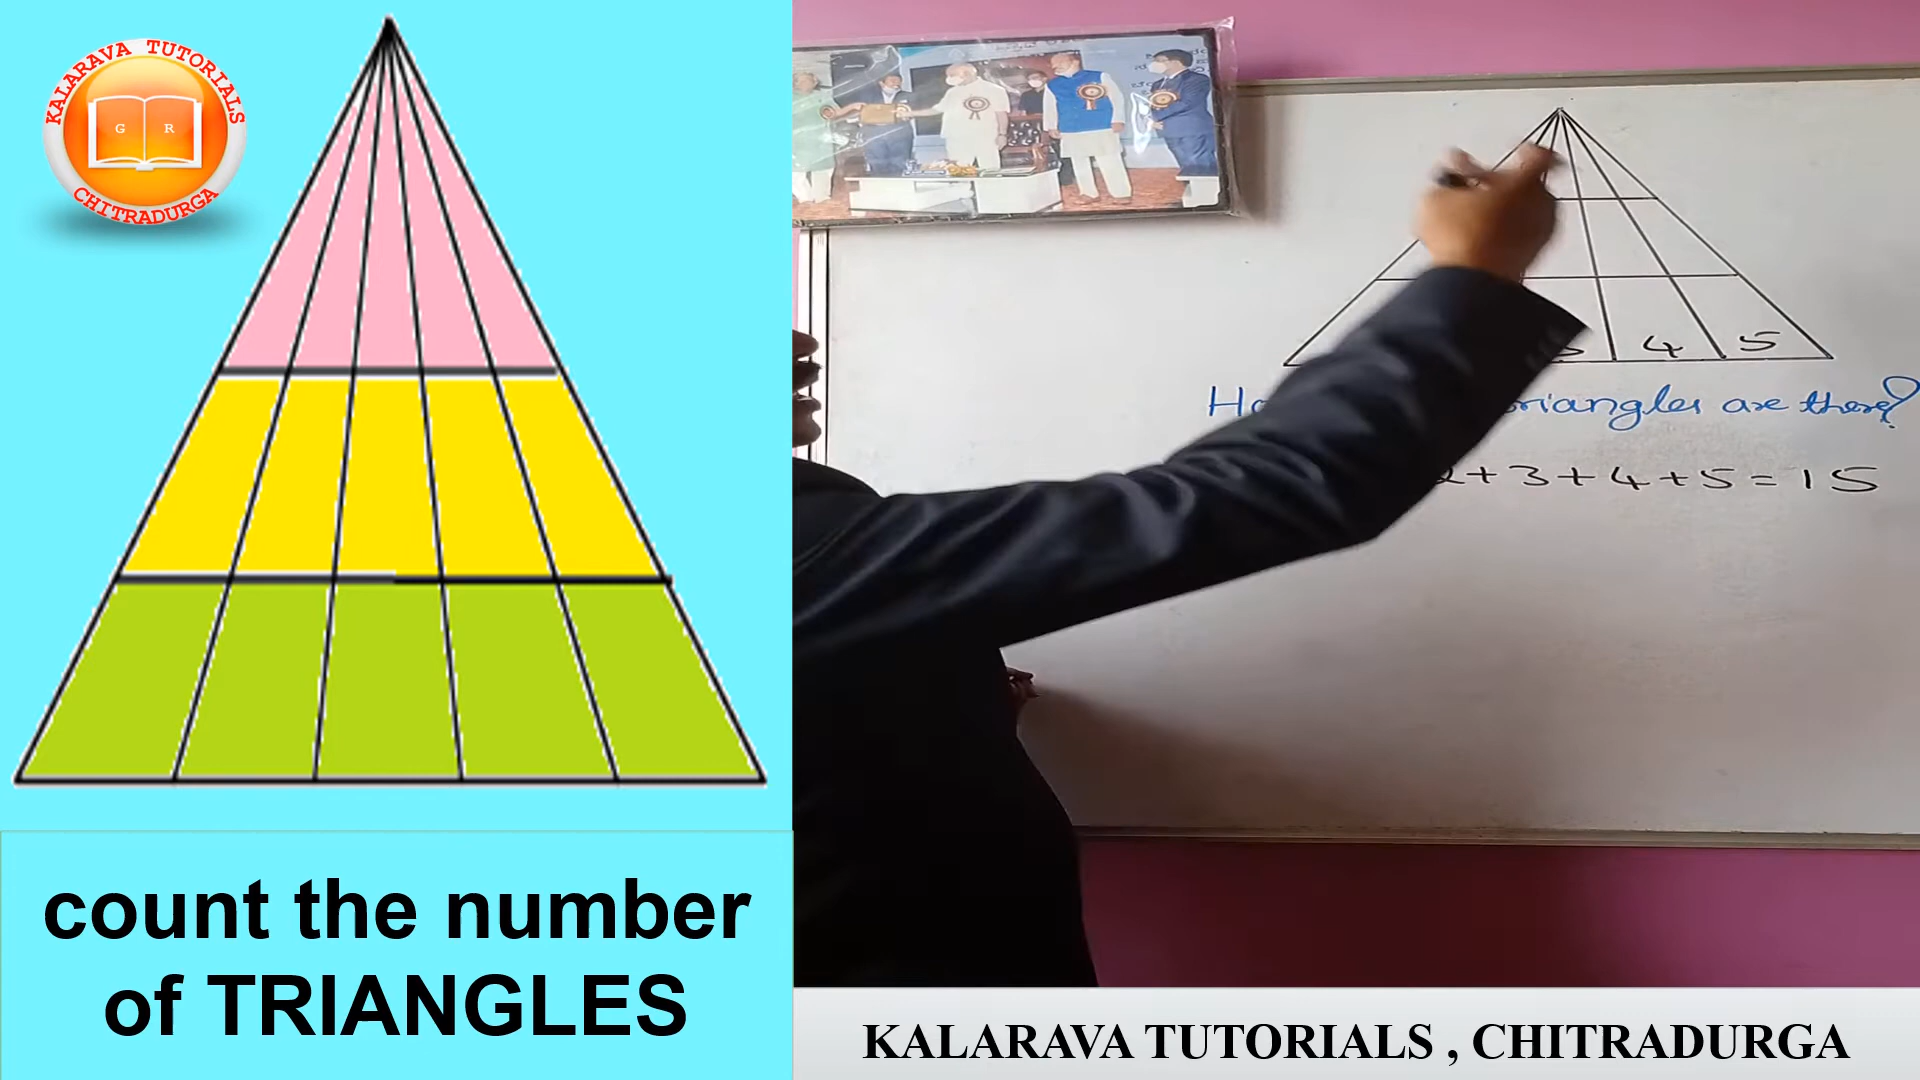 KALARAVA TUTORIALS
G R
CHITRADURGA
count the number
of TRIANGLES
4 5
are there?
+3+4+5=15
KALARAVA TUTORIALS , CHITRADURGA